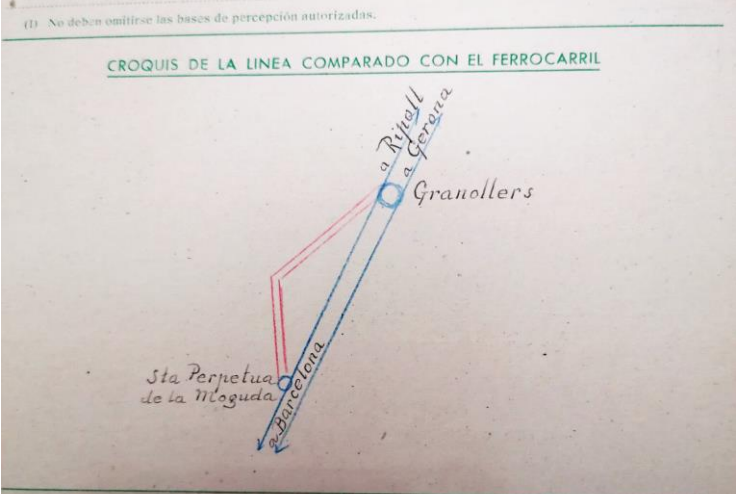 (1) No deben omitirse las bases de percepción autorizadas.
CROQUIS DE LA LINEA COMPARADO CON EL FERROCARRIL
a Ripoll
a Gerona
Granollers
Sta Perpetua
de la Moguda
a Barcelona